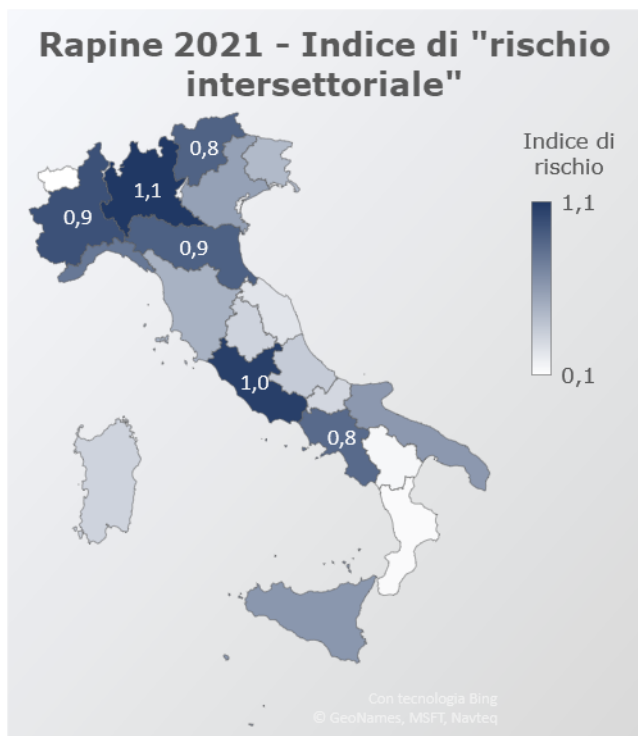 Rapine 2021 - Indice di "rischio
intersettoriale"
Indice di
rischio
1,1
0,1
0,8
1,1
0,9
0,9
1,0
0,8
Con tecnologia Bing
© GeoNames, MSFT, Navteq